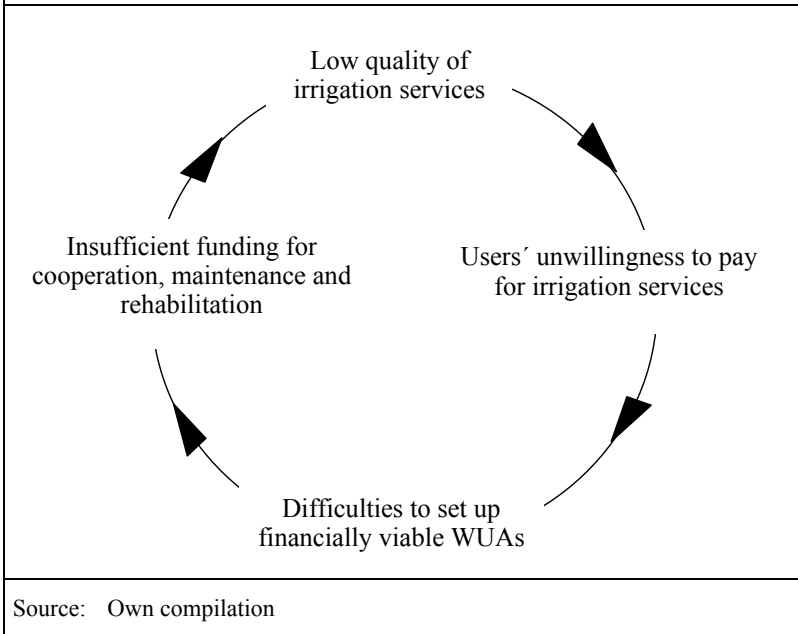 Low quality of
irrigation services
Users´ unwillingness to pay
for irrigation services
Difficulties to set up
financially viable WUAs
Insufficient funding for
cooperation, maintenance and
rehabilitation
Source: Own compilation